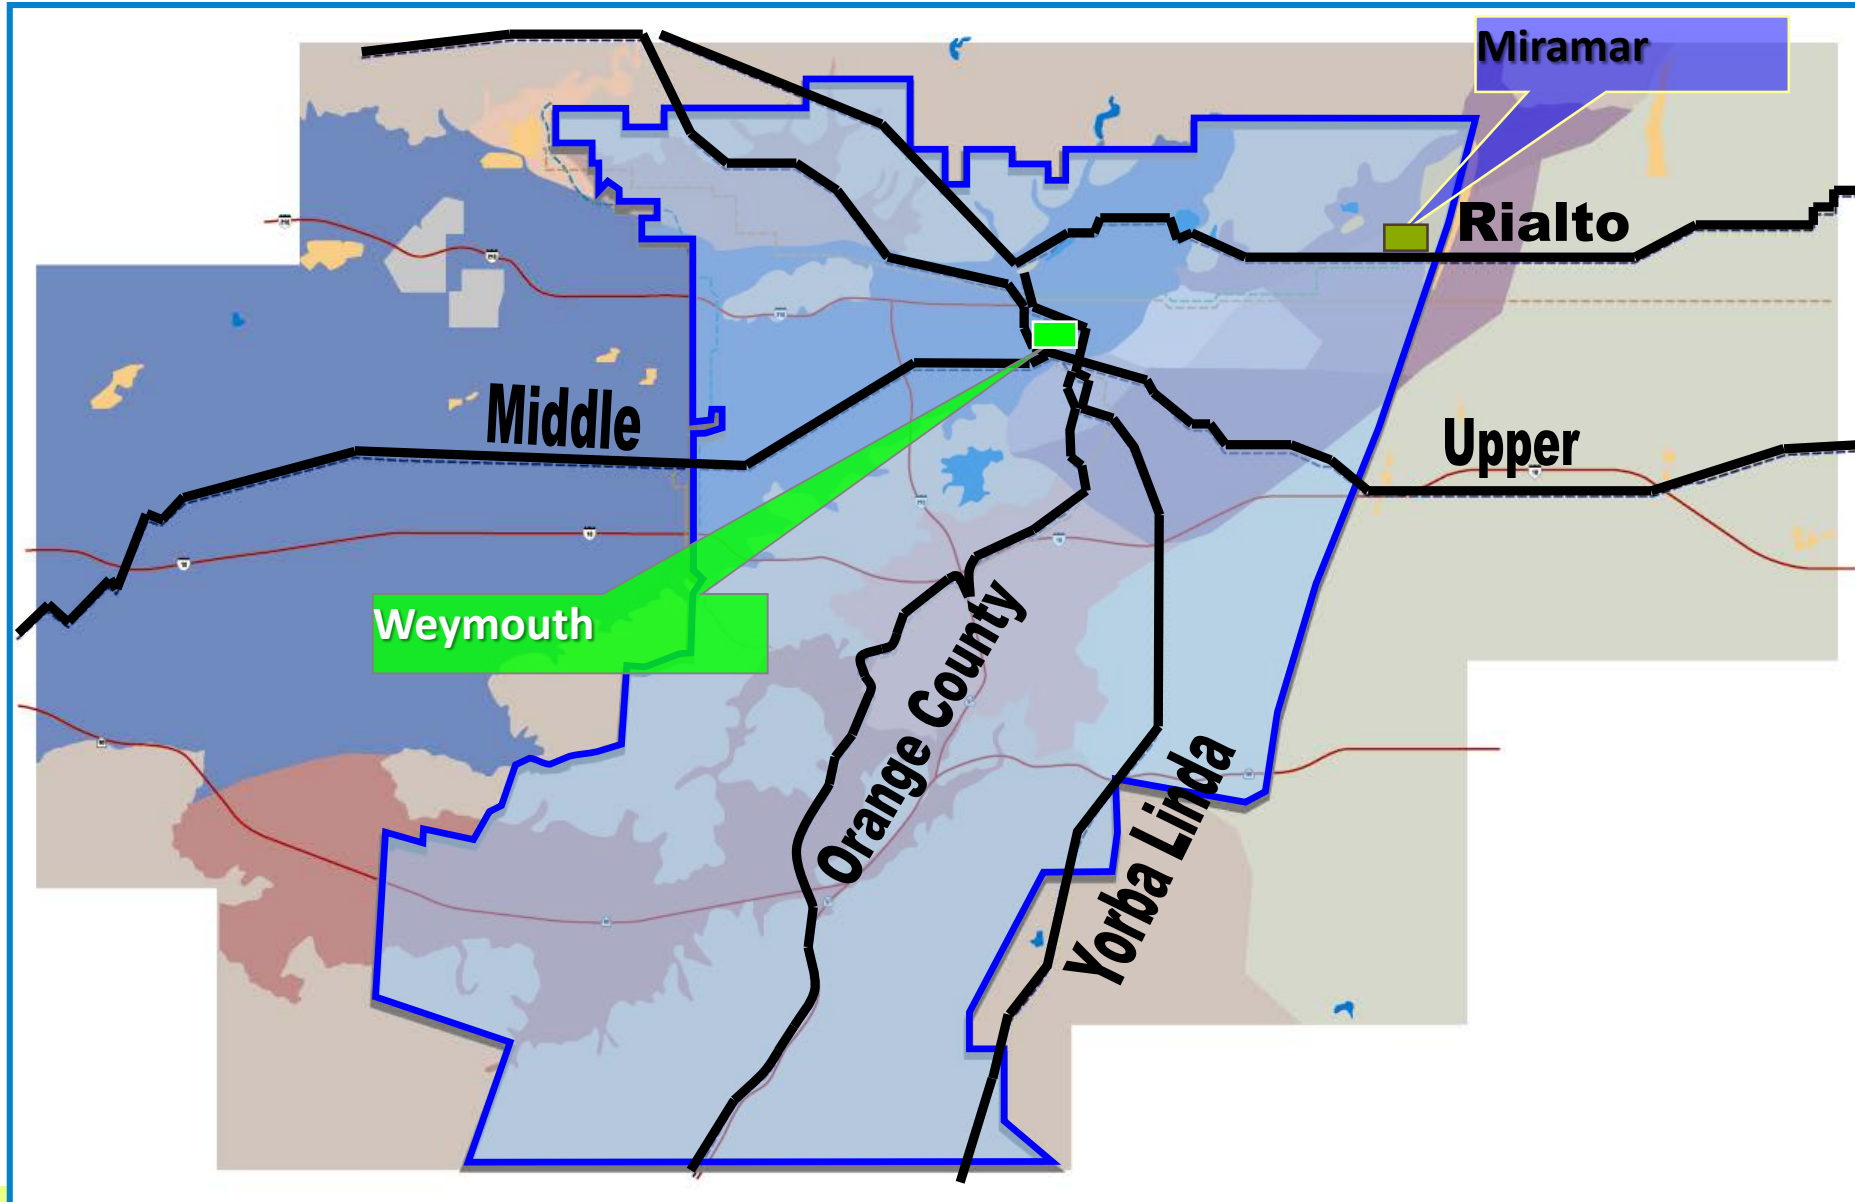 Miramar
Rialto
Middle
Upper
Weymouth
Orange County
Yorba Linda